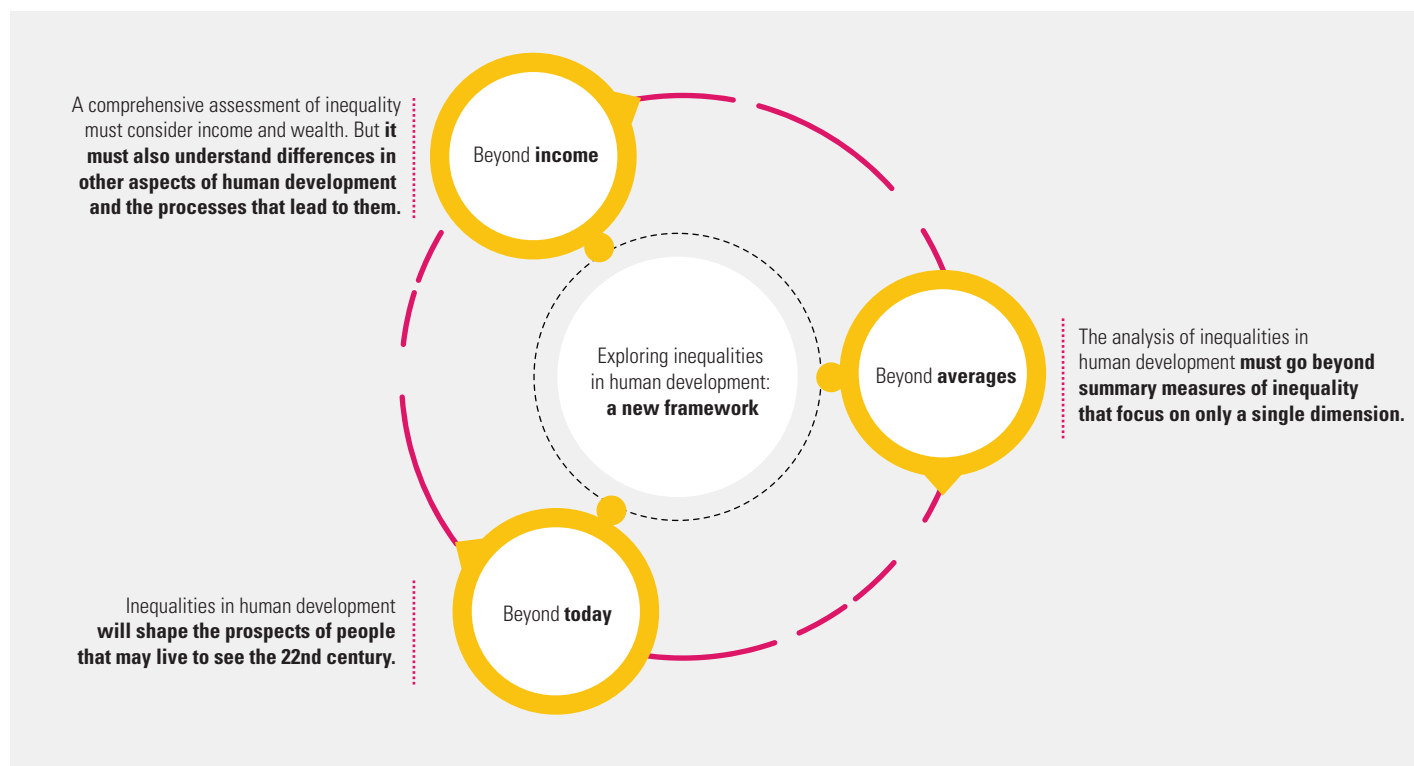 A comprehensive assessment of inequality
must consider income and wealth. But it
must also understand differences in
other aspects of human development
and the processes that lead to them.
Beyond income
Exploring inequalities
in human development:
a new framework
Beyond averages
The analysis of inequalities in
human development must go beyond
summary measures of inequality
that focus on only a single dimension.
Beyond today
Inequalities in human development
will shape the prospects of people
that may live to see the 22nd century.